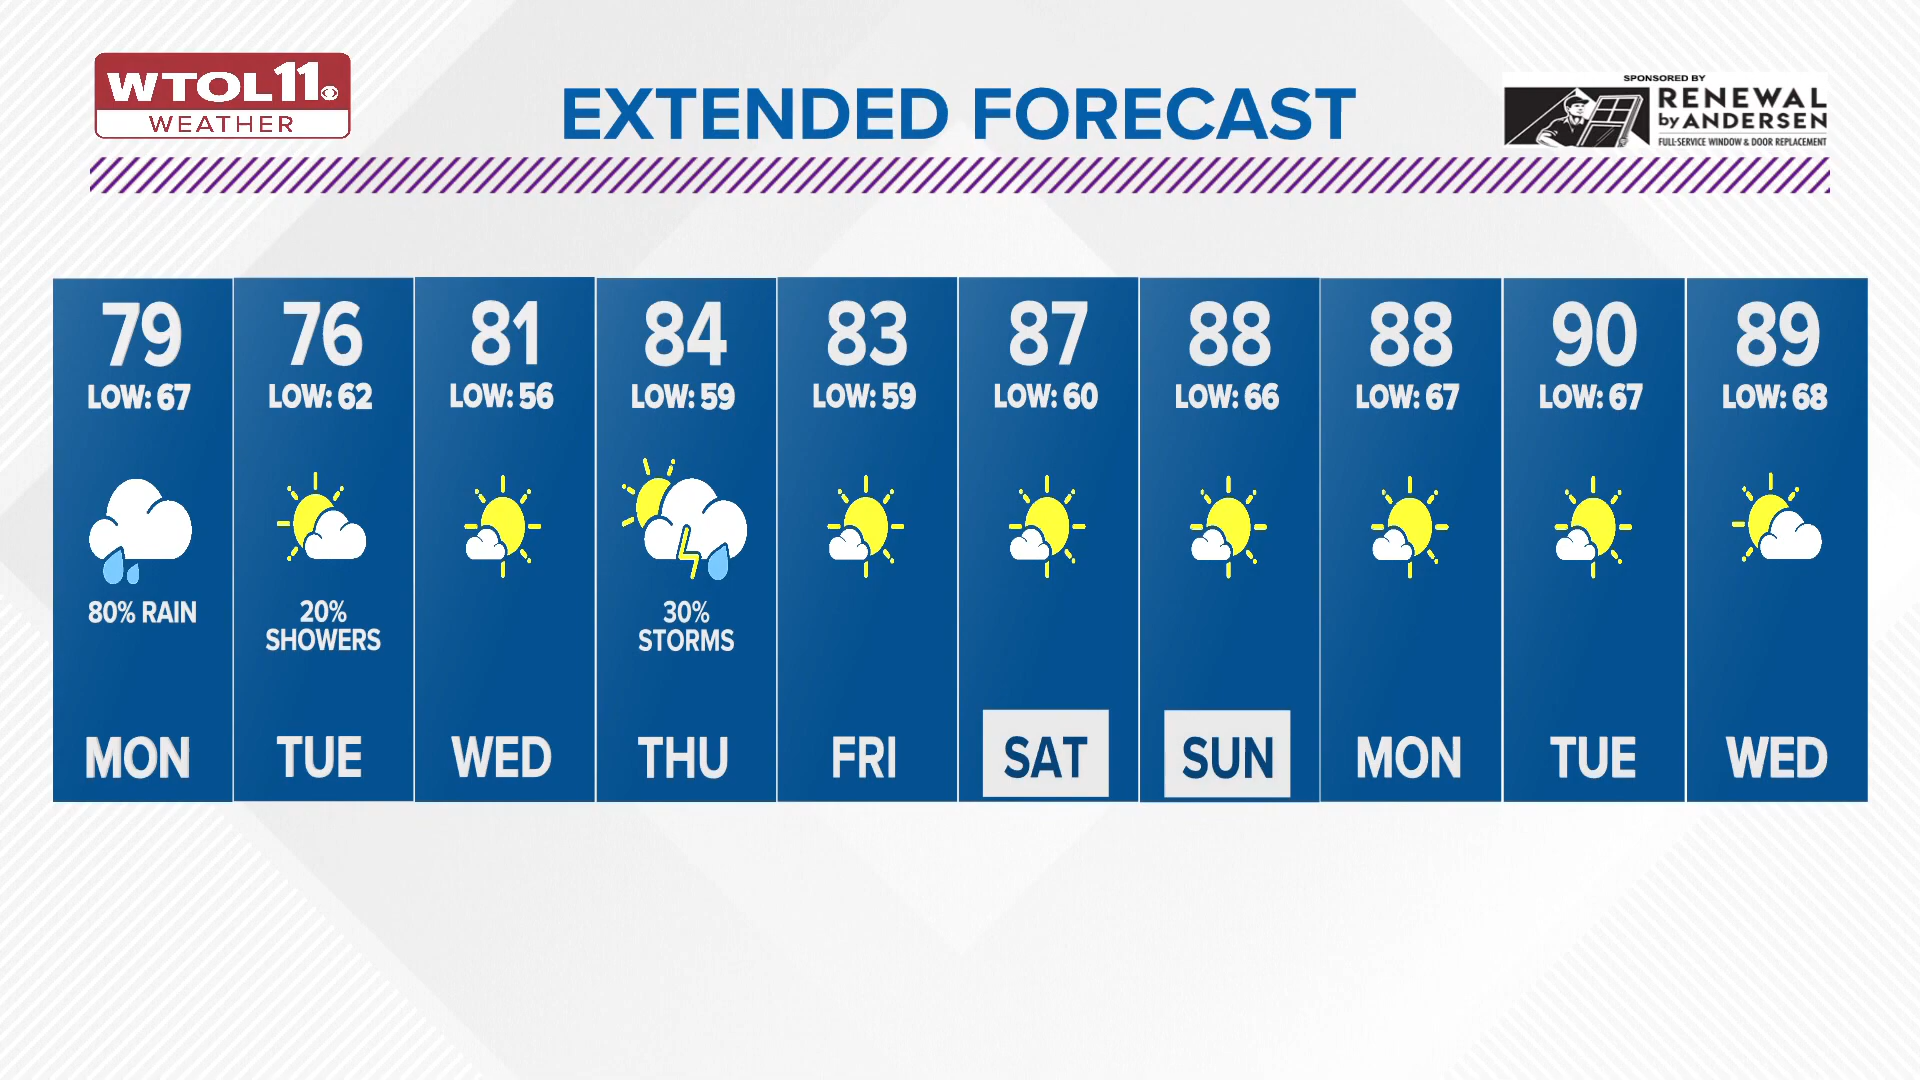 WTOL11
WEATHER
EXTENDED FORECAST
SPONSORED BY
RENEWAL
by ANDERSEN
FULL-SERVICE WINDOW & DOOR REPLACEMENT
79
LOW: 67
80% RAIN
MON
76
LOW: 62
20%
SHOWERS
TUE
81
LOW: 56
WED
84
LOW: 59
30%
STORMS
THU
83
LOW: 59
FRI
87
LOW: 60
SAT
88
LOW: 66
SUN
88
LOW: 67
MON
90
LOW: 67
TUE
89
LOW: 68
WED